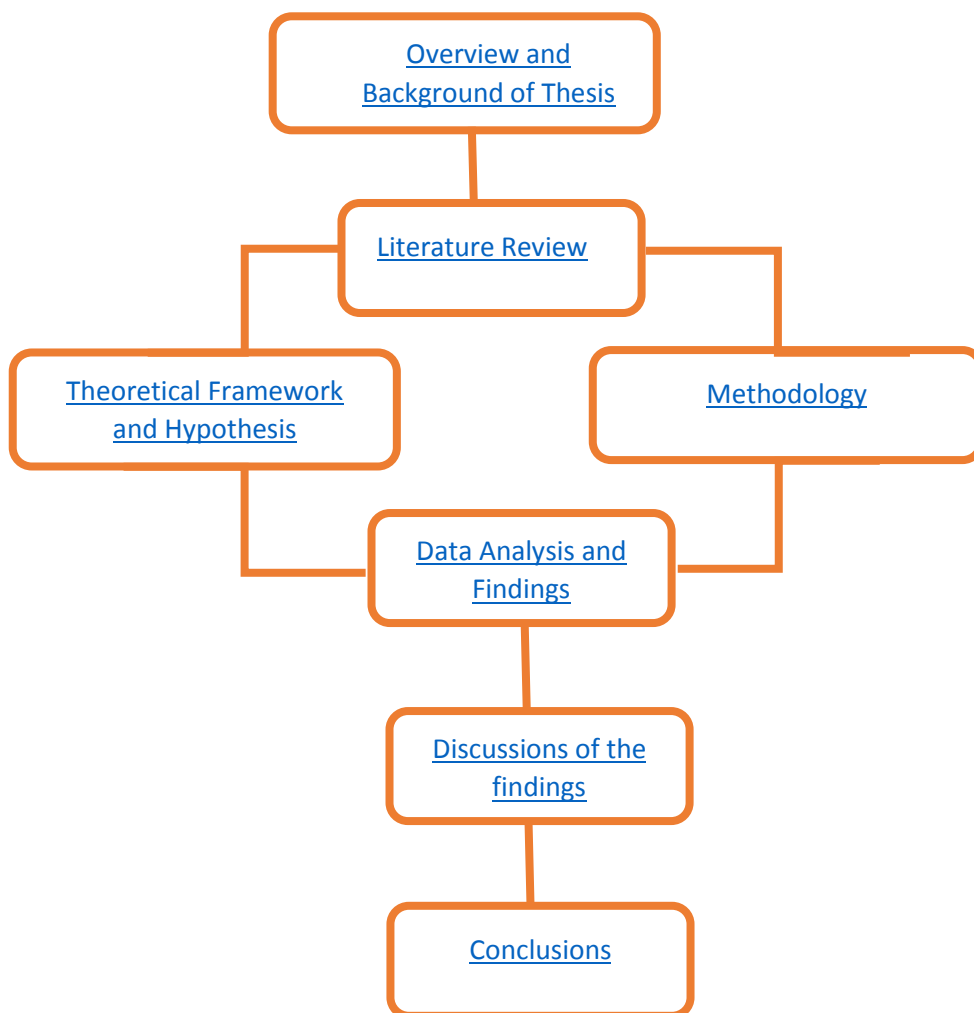 Overview and
Background of Thesis
Literature Review
Theoretical Framework
and Hypothesis
Methodology
Data Analysis and
Findings
Discussions of the
findings
Conclusions